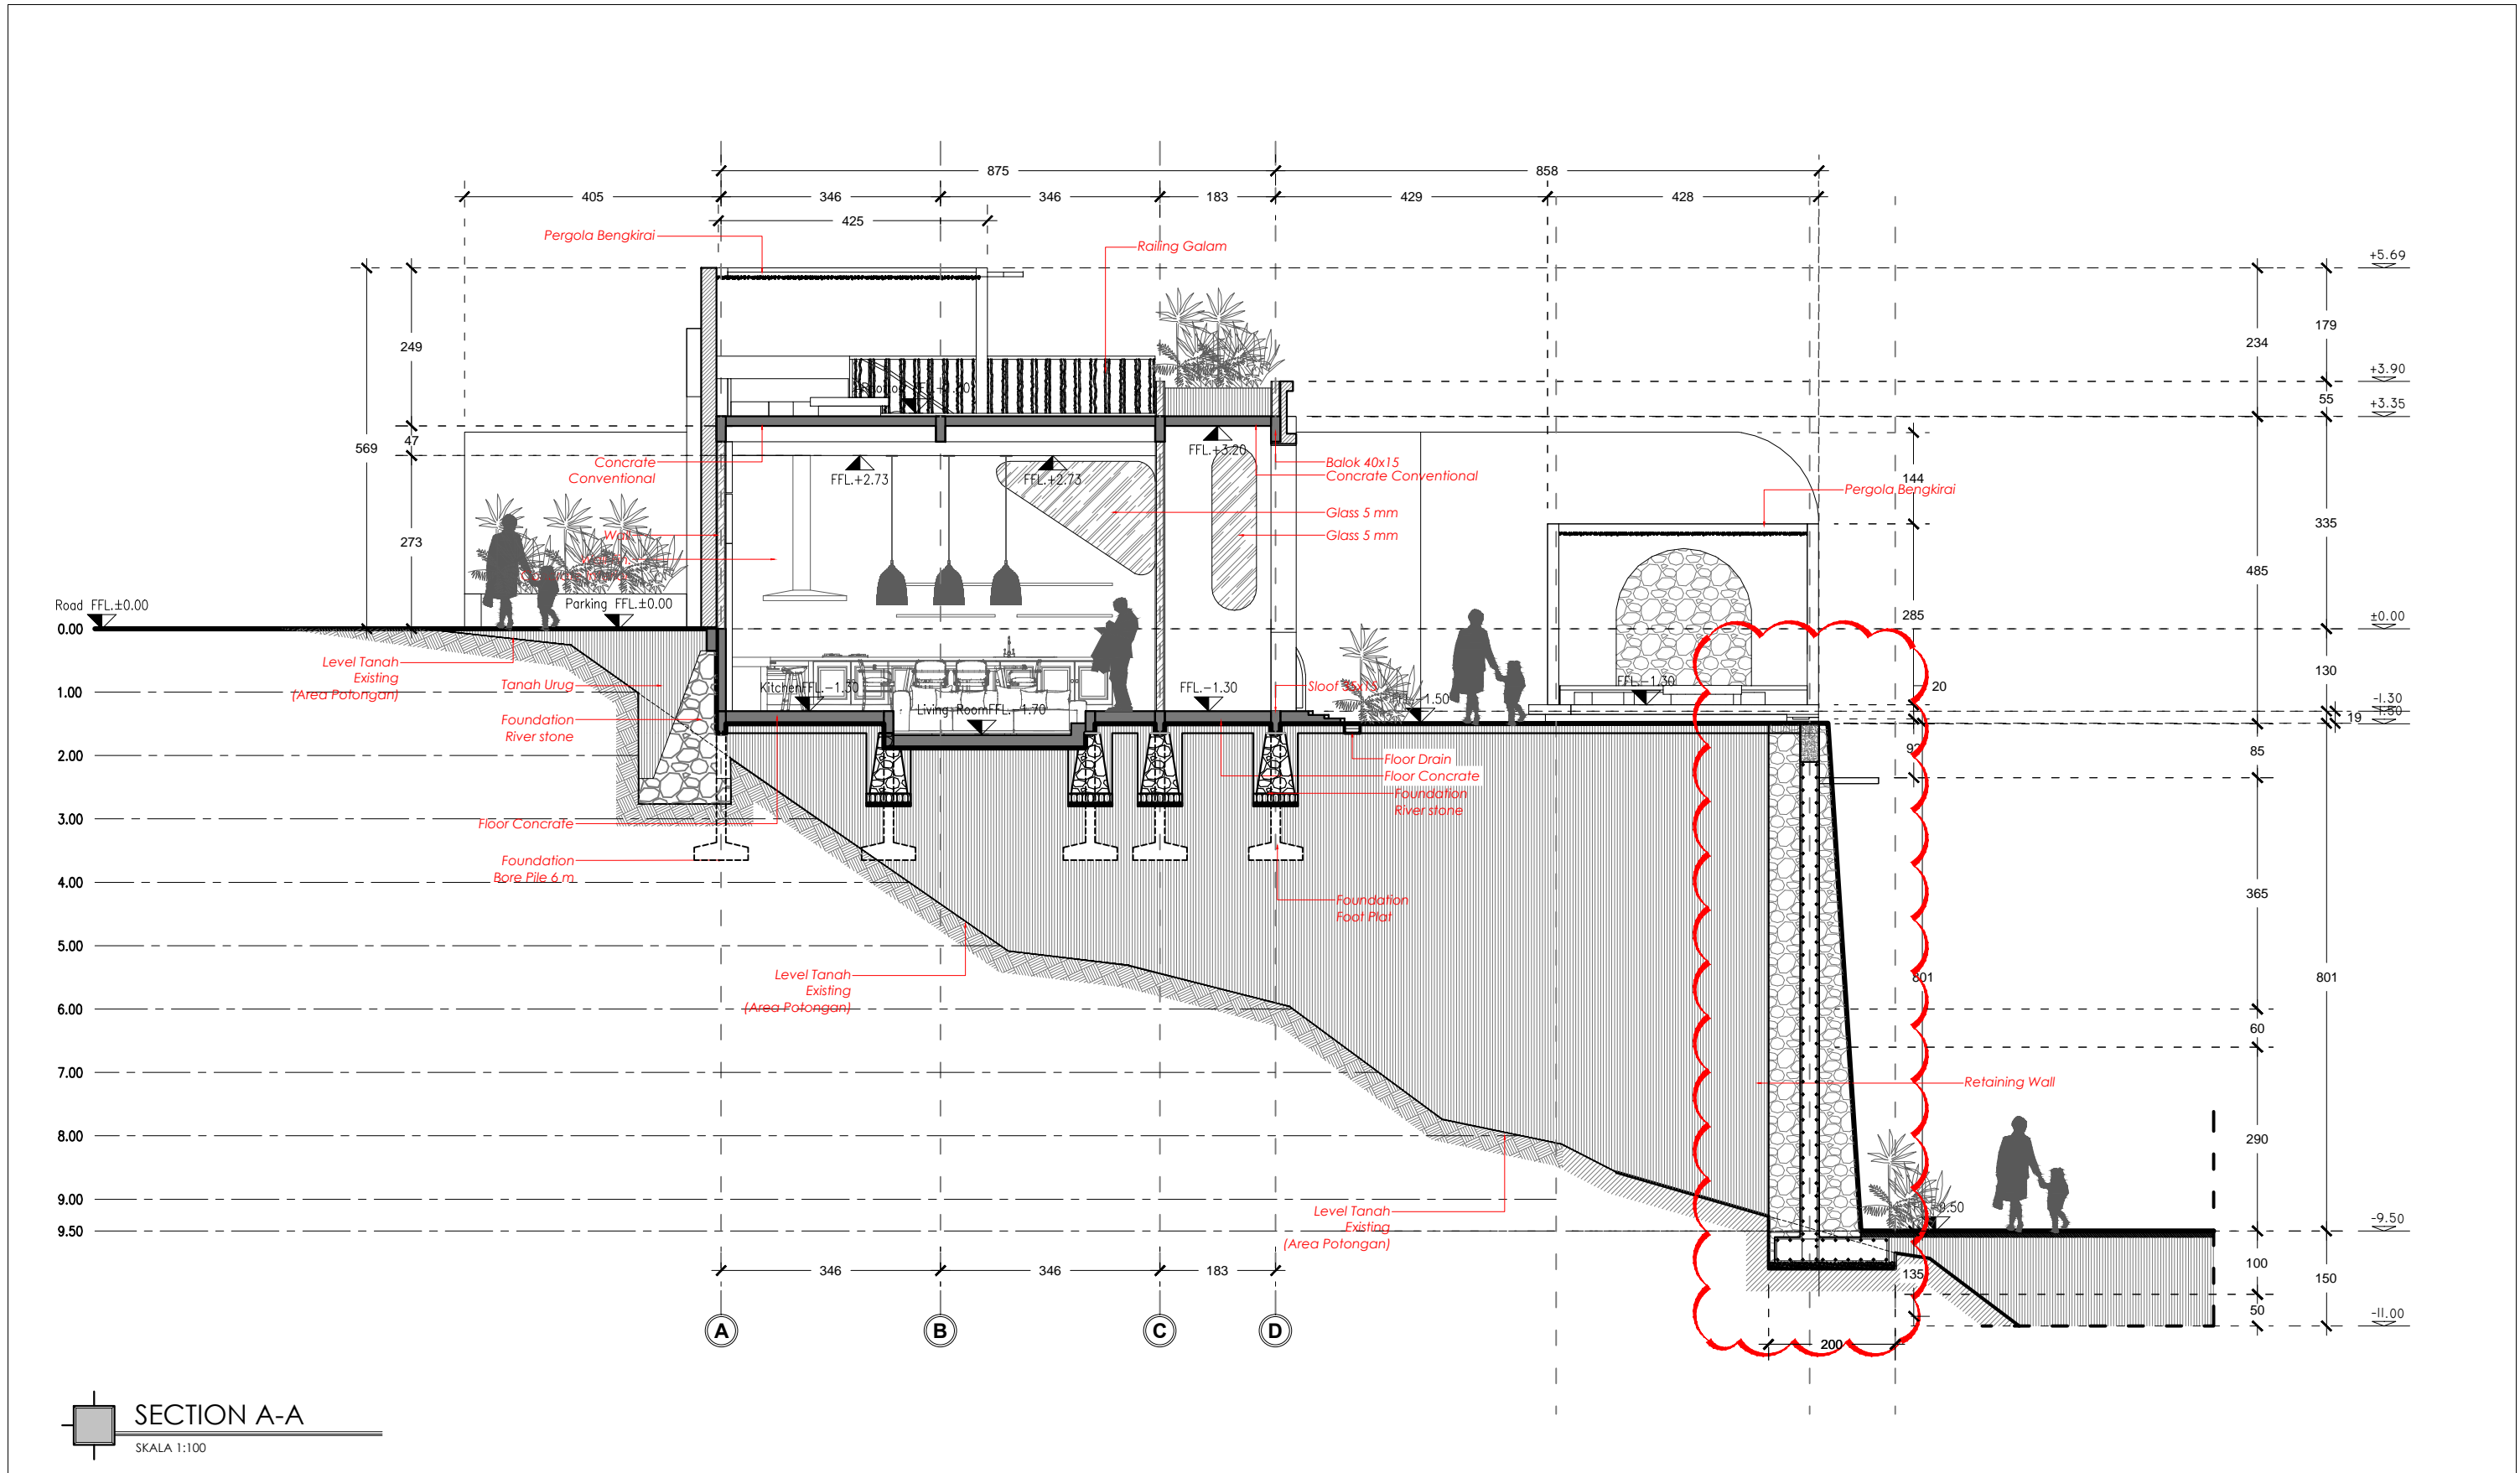 875
858
405
346
346
183
429
428
425
Pergola Bengkirai
Railing Galam
+5.69
249
179
234
+3.90
55
+3.35
569
47
FFL.+3.20
Concrete
Conventional
FFL.+2.73
FFL.+2.73
Balok 40x15
Concrate Conventional
144
Pergola Bengkirai
Glass 5 mm
Glass 5 mm
335
273
485
Road FFL.±0.00
Parking FFL.±0.00
285
±0.00
0.00
Level Tanah
Existing
(Area Potongan)
Tanah Urug
1.00
KitchenFFL.-1.30
FFL.-1.30
Sloof 35x15
FFL.-1.30
20
130
-1.30
-1.50
Living RoomFFL.-1.70
-1.50
19
Foundation
River stone
92
85
2.00
Floor Drain
Floor Concrate
Foundation
River stone
3.00
Floor Concrate
Foundation
Bore Pile 6 m
4.00
365
Foundation
Foot Plat
5.00
Level Tanah
Existing
(Area Potongan)
801
801
6.00
60
7.00
Retaining Wall
8.00
290
9.00
Level Tanah
Existing
(Area Potongan)
-9.50
9.50
-9.50
346
346
183
135
100
150
50
-11.00
A
B
C
D
200
SECTION A-A
SKALA 1:100